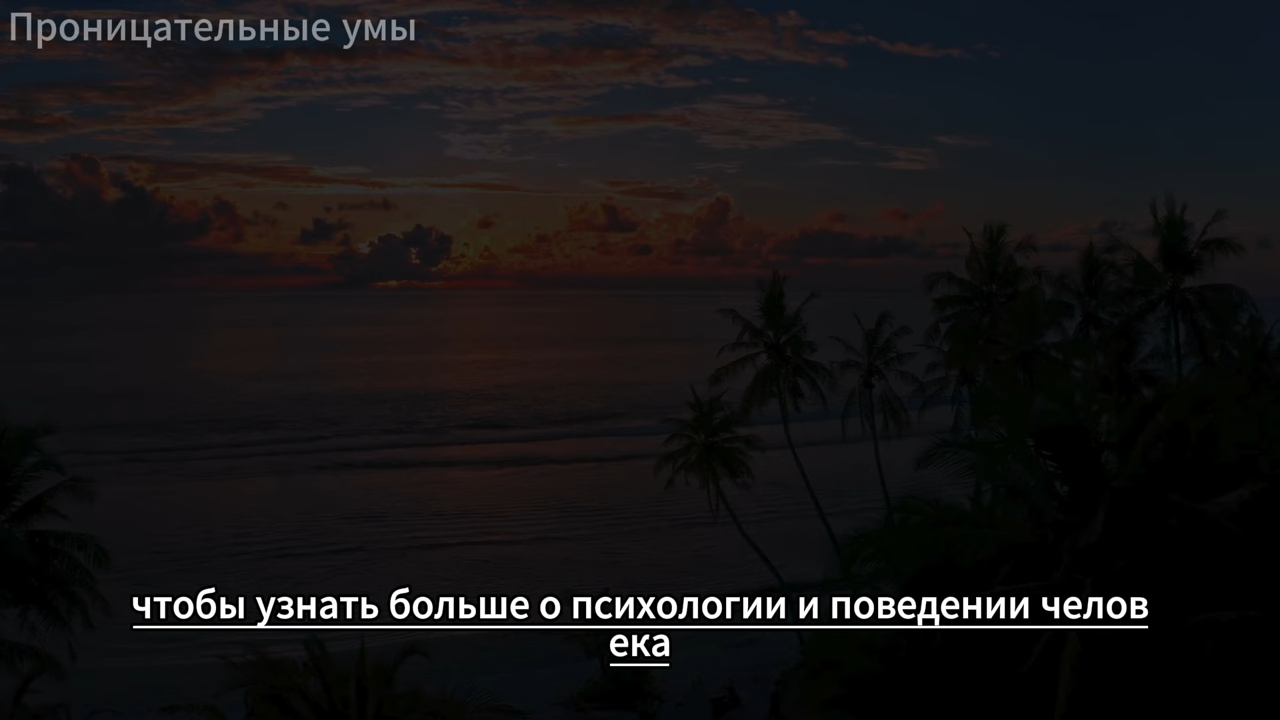 Проницательные умы
чтобы узнать больше о психологии и поведении челов
ека